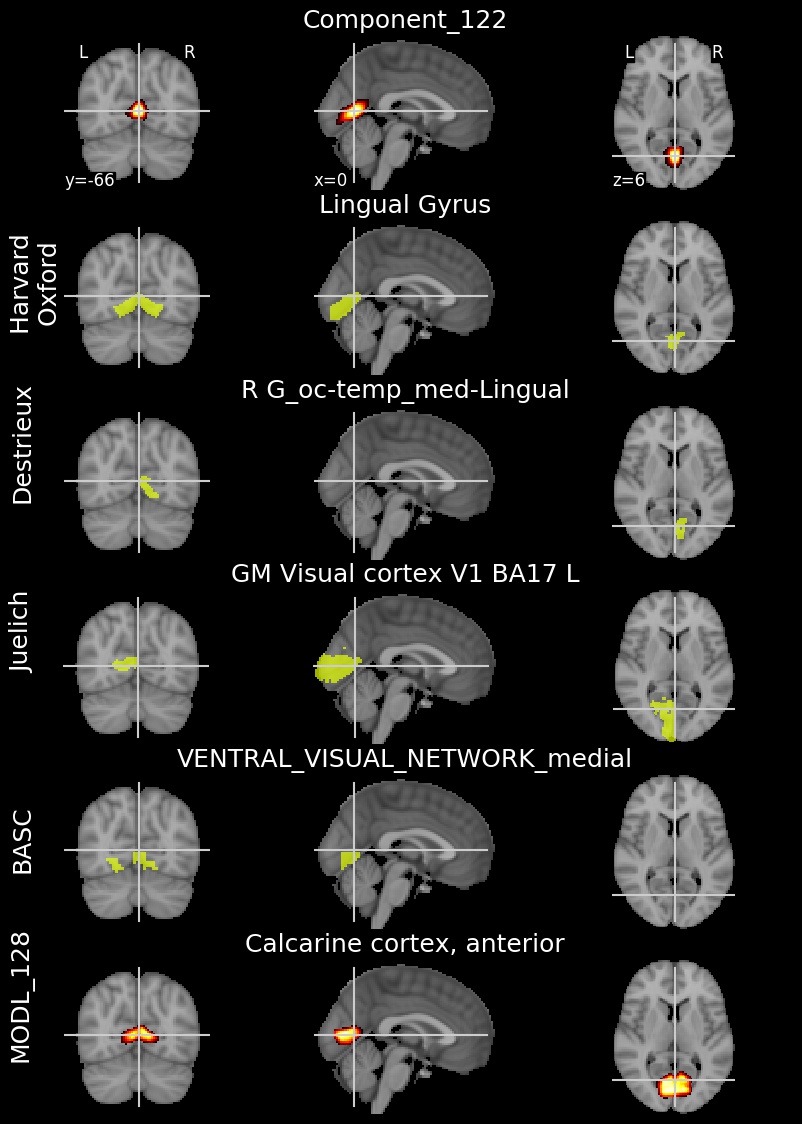 Component_122
L R
L R
y=-66
x=0
z=6
Harvard
Oxford
Lingual Gyrus
Destrieux
R G_oc-temp_med-Lingual
Juelich
GM Visual cortex V1 BA17 L
BASC
VENTRAL_VISUAL_NETWORK_medial
MODL_128
Calcarine cortex, anterior